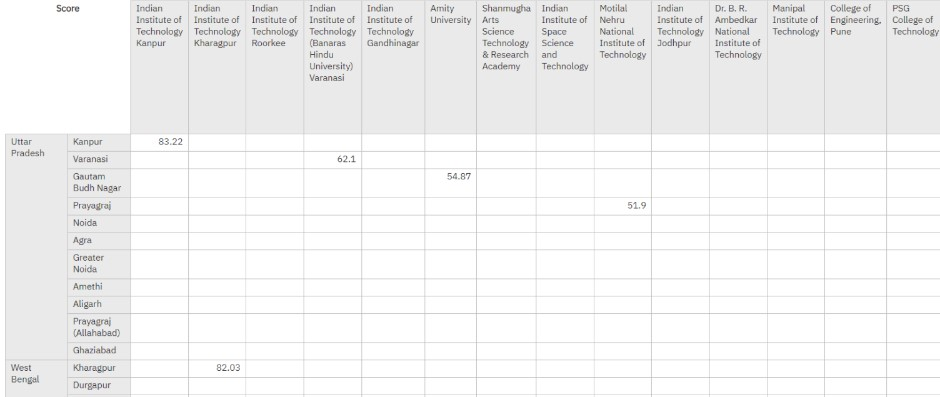 Score
Indian
Institute of
Technology
Kanpur
Indian
Institute of
Technology
Kharagpur
Indian
Institute of
Technology
Roorkee
Indian
Institute of
Technology
(Banaras
Hindu
University)
Varanasi
Indian
Institute of
Technology
Gandhinagar
Amity
University
Shanmugha
Arts
Science
Technology
& Research
Academy
Indian
Institute of
Space
Science
and
Technology
Motilal
Nehru
National
Institute of
Technology
Indian
Institute of
Technology
Jodhpur
Dr. B. R.
Ambedkar
National
Institute of
Technology
Manipal
Institute of
Technology
College of
Engineering,
Pune
PSG
College of
Technology
Uttar
Pradesh
Kanpur 83.22
Varanasi 62.1
Gautam
Budh Nagar 54.87
Prayagraj 51.9
Noida
Agra
Greater
Noida
Amethi
Aligarh
Prayagraj
(Allahabad)
Ghaziabad
West
Bengal
Kharagpur 82.03
Durgapur